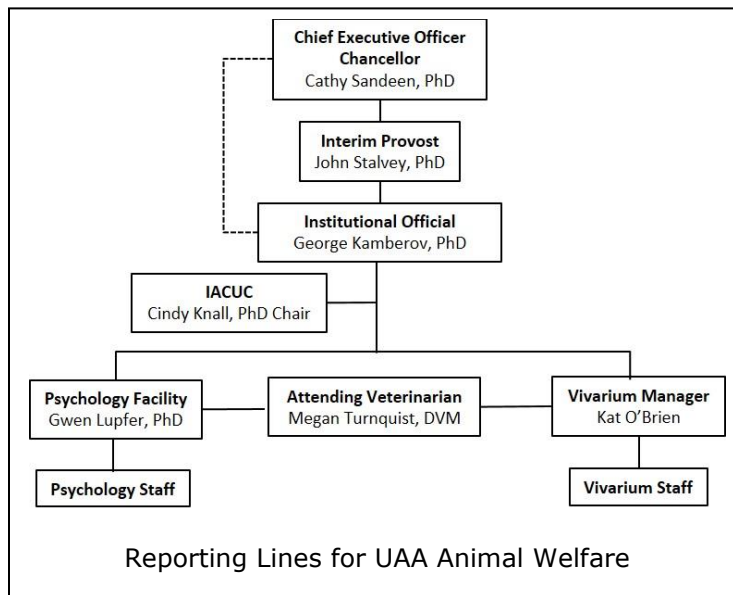 Chief Executive Officer
Chancellor
Cathy Sandeen, PhD
Interim Provost
John Stalvey, PhD
Institutional Official
George Kamberov, PhD
IACUC
Cindy Knall, PhD Chair
Psychology Facility
Gwen Lupfer, PhD
Attending Veterinarian
Megan Turnquist, DVM
Vivarium Manager
Kat O’Brien
Psychology Staff
Vivarium Staff
Reporting Lines for UAA Animal Welfare